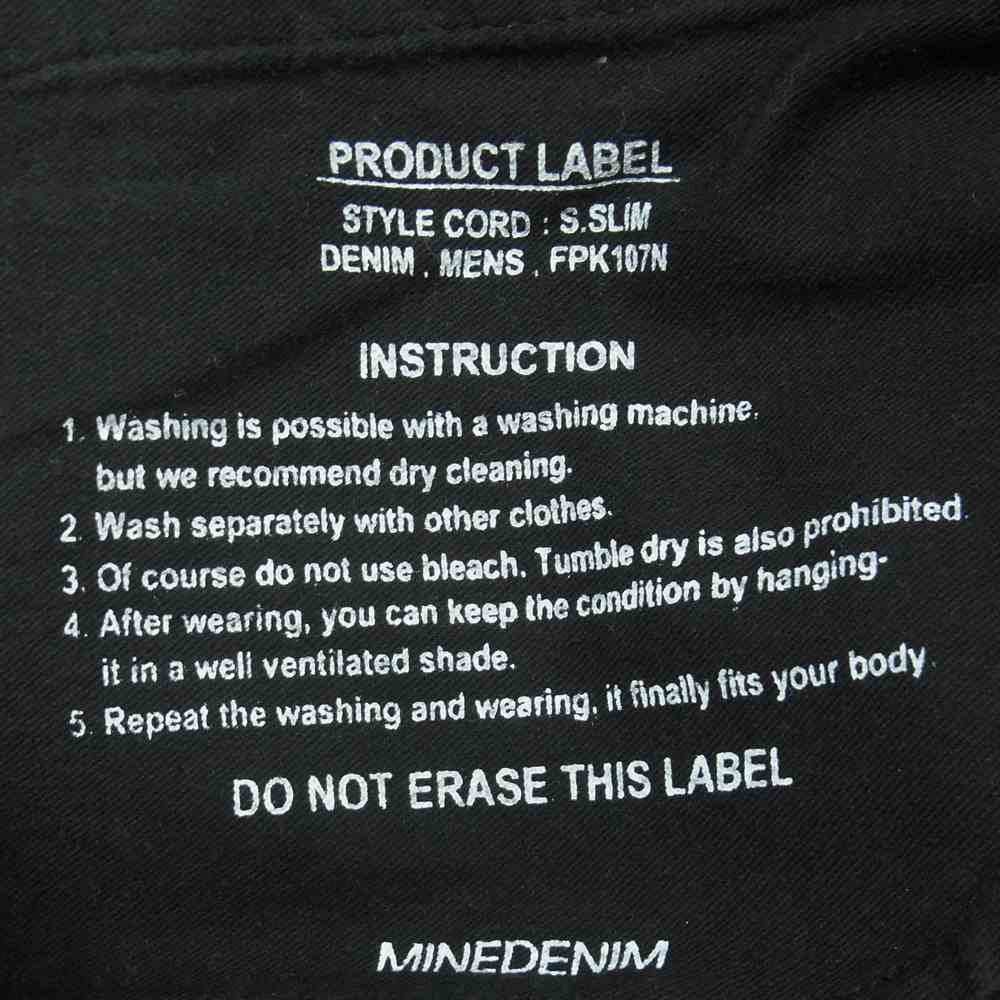 PRODUCT LABEL
STYLE CORD : S.SLIM
DENIM , MENS , FPK107N
INSTRUCTION
1. Washing is possible with a washing machine.
but we recommend dry cleaning.
2. Wash separately with other clothes.
3. Of course do not use bleach. Tumble dry is also prohibited.
4. After wearing, you can keep the condition by hanging-
it in a well ventilated shade.
5. Repeat the washing and wearing, it finally fits your body.
DO NOT ERASE THIS LABEL
MINEDENIM